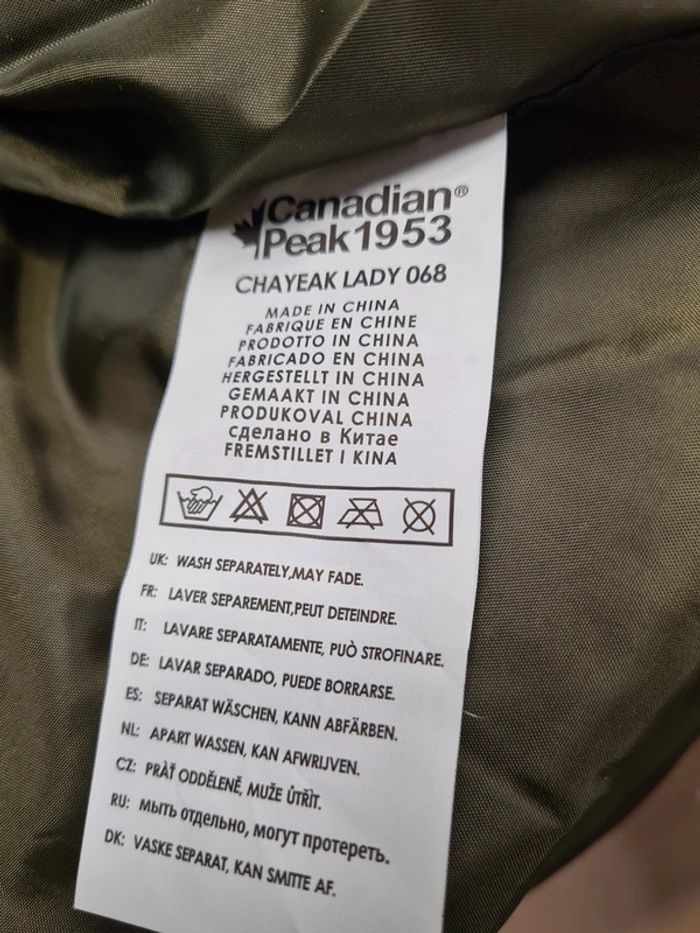 Canadian®
Peak 1953
CHAYEAK LADY 068
MADE IN CHINA
FABRIQUE EN CHINE
PRODOTTO IN CHINA
FABRICADO EN CHINA
HERGESTELLT IN CHINA
GEMAAKT IN CHINA
PRODUKOVAL CHINA
сделано в Китае
FREMSTILLET I KINA
UK: WASH SEPARATELY,MAY FADE.
FR: LAVER SEPAREMENT,PEUT DETEINDRE.
IT: LAVARE SEPARATAMENTE, PUÒ STROFINARE.
DE: LAVAR SEPARADO, PUEDE BORRARSE.
ES: SEPARAT WÄSCHEN, KANN ABFÄRBEN.
NL: APART WASSEN, KAN AFWRIJVEN.
CZ: PRÀŤ ODDĚLENĚ, MUŽE ŮTŘÍT.
RU: мыть отдельно, могут протереть.
DK: VASKE SEPARAT, KAN SMITTE AF.